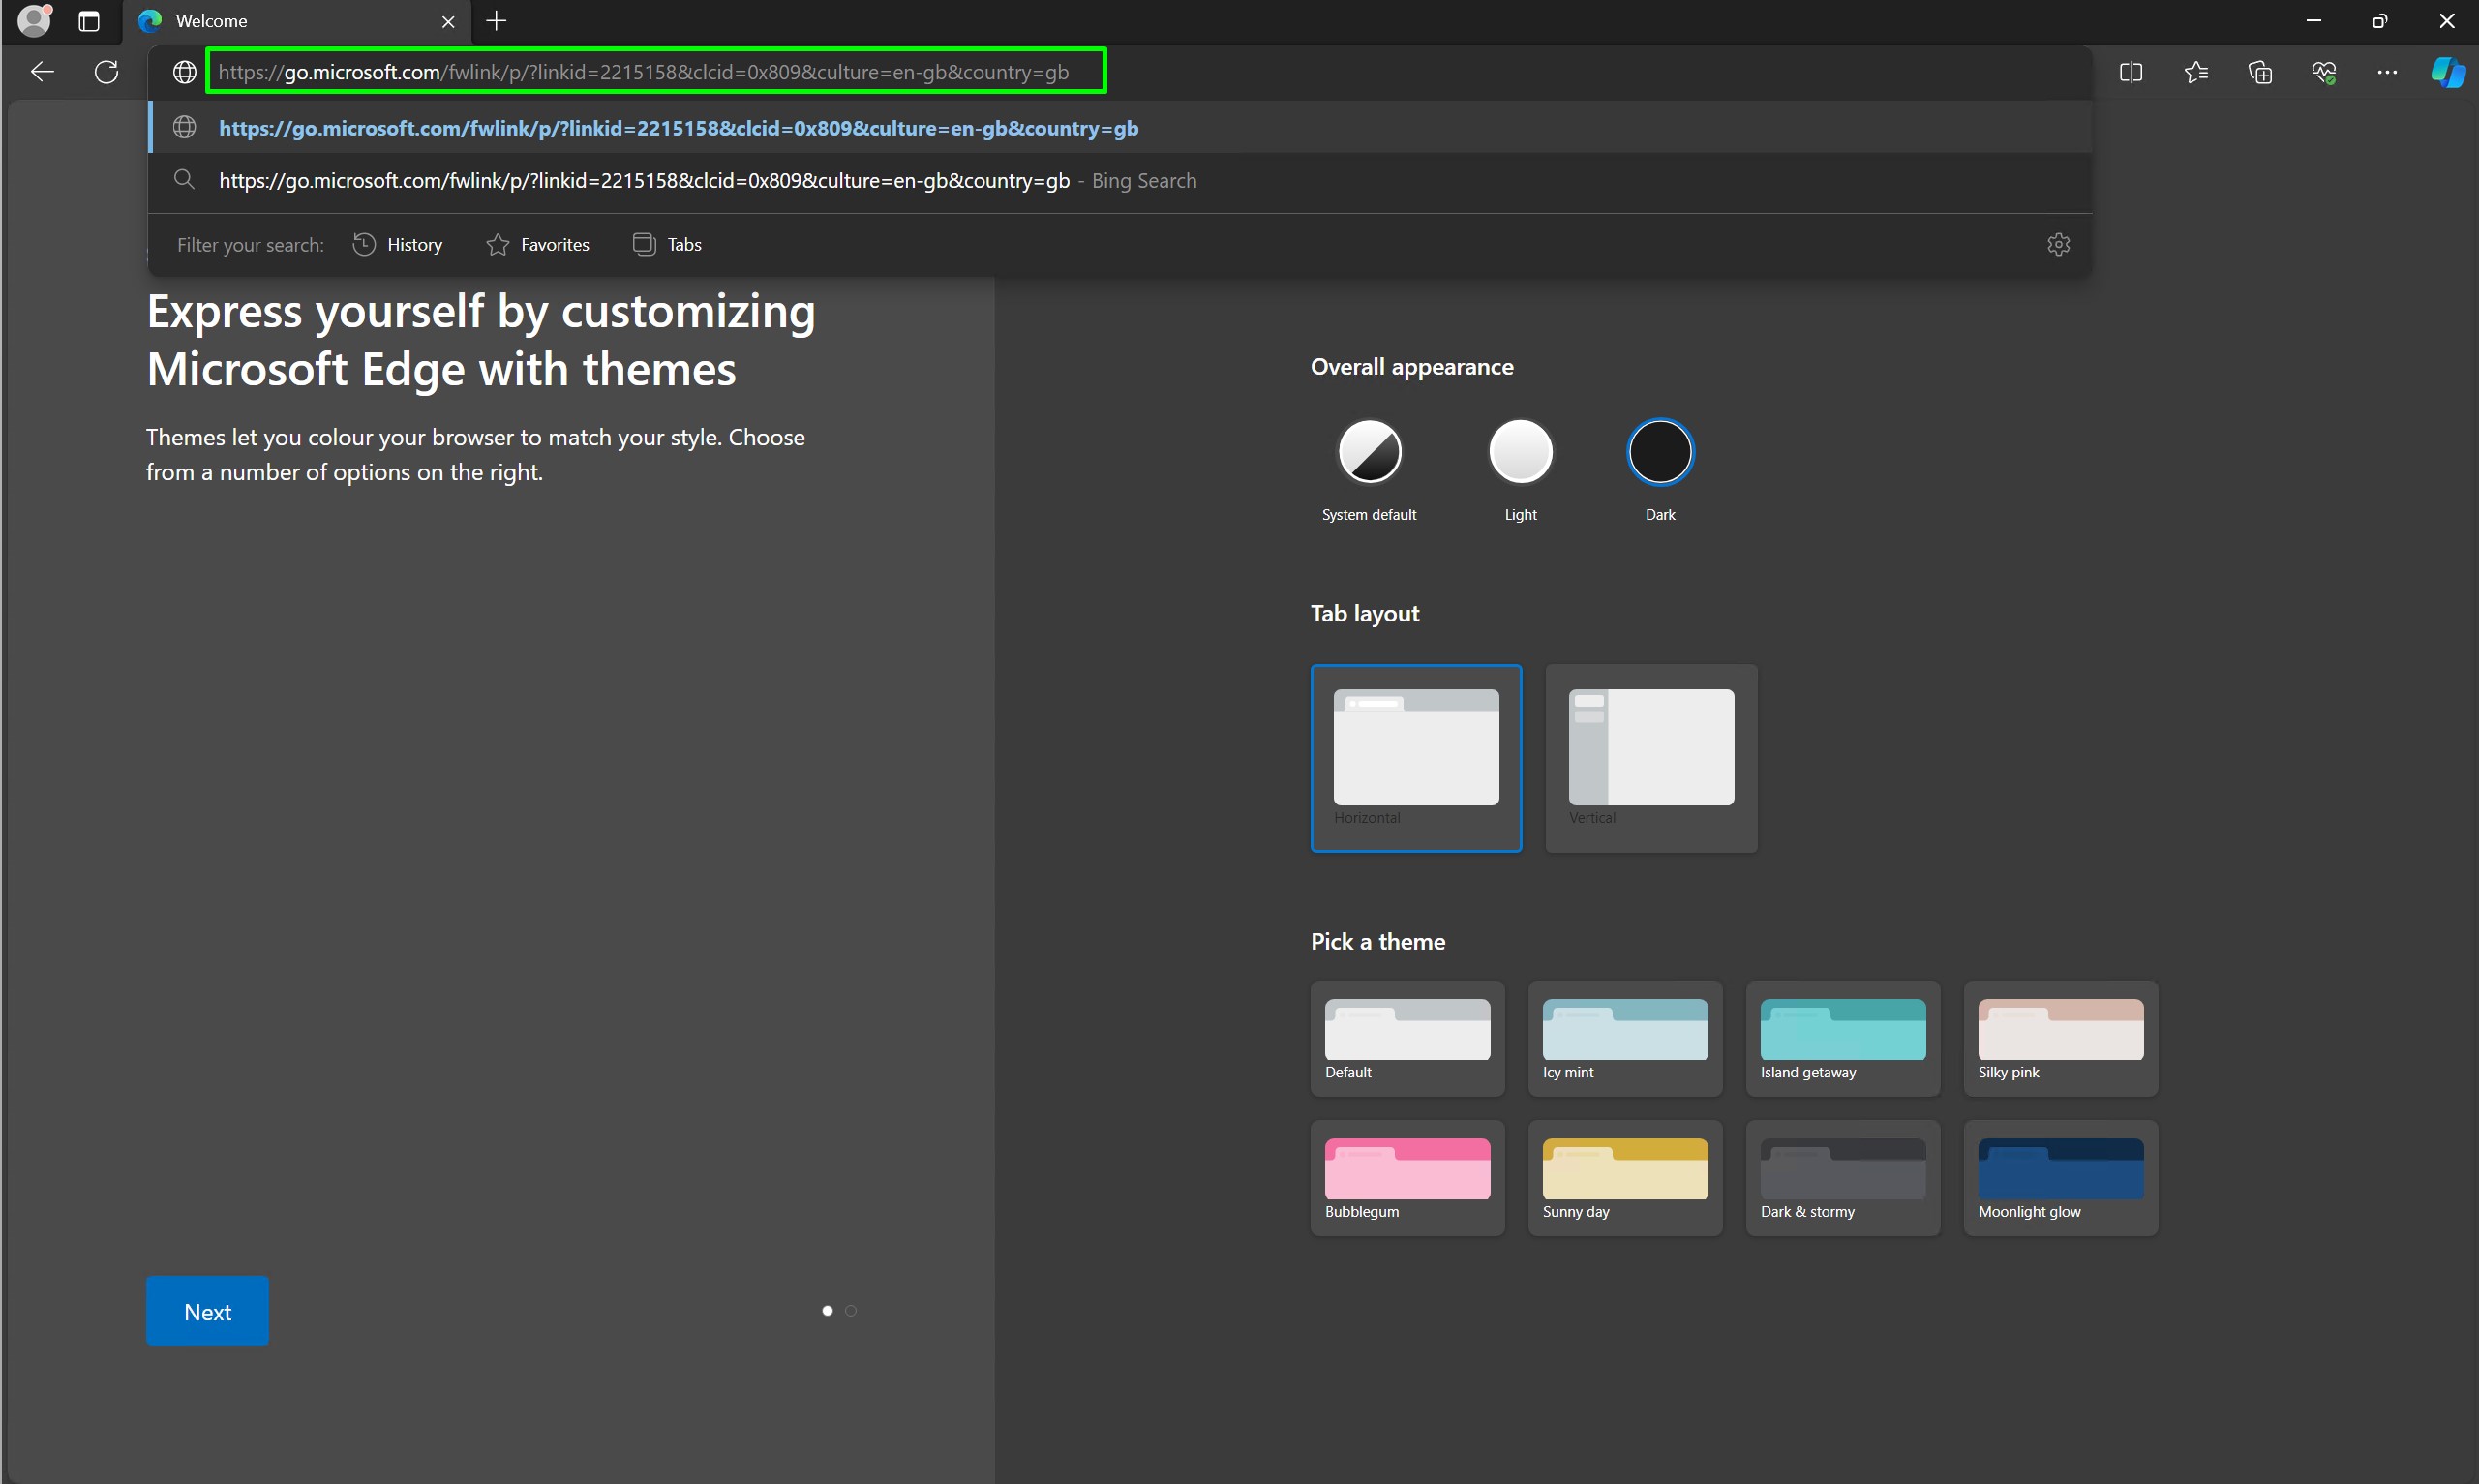 Welcome
https://go.microsoft.com/fwlink/p/?linkid=2215158&clcid=0x809&culture=en-gb&country=gb
https://go.microsoft.com/fwlink/p/?linkid=2215158&clcid=0x809&culture=en-gb&country=gb
https://go.microsoft.com/fwlink/p/?linkid=2215158&clcid=0x809&culture=en-gb&country=gb - Bing Search
Filter your search: History Favorites Tabs
Express yourself by customizing
Microsoft Edge with themes
Themes let you colour your browser to match your style. Choose
from a number of options on the right.
Next
Overall appearance
System default Light Dark
Tab layout
Horizontal Vertical
Pick a theme
Default Icy mint Island getaway Silky pink
Bubblegum Sunny day Dark & stormy Moonlight glow